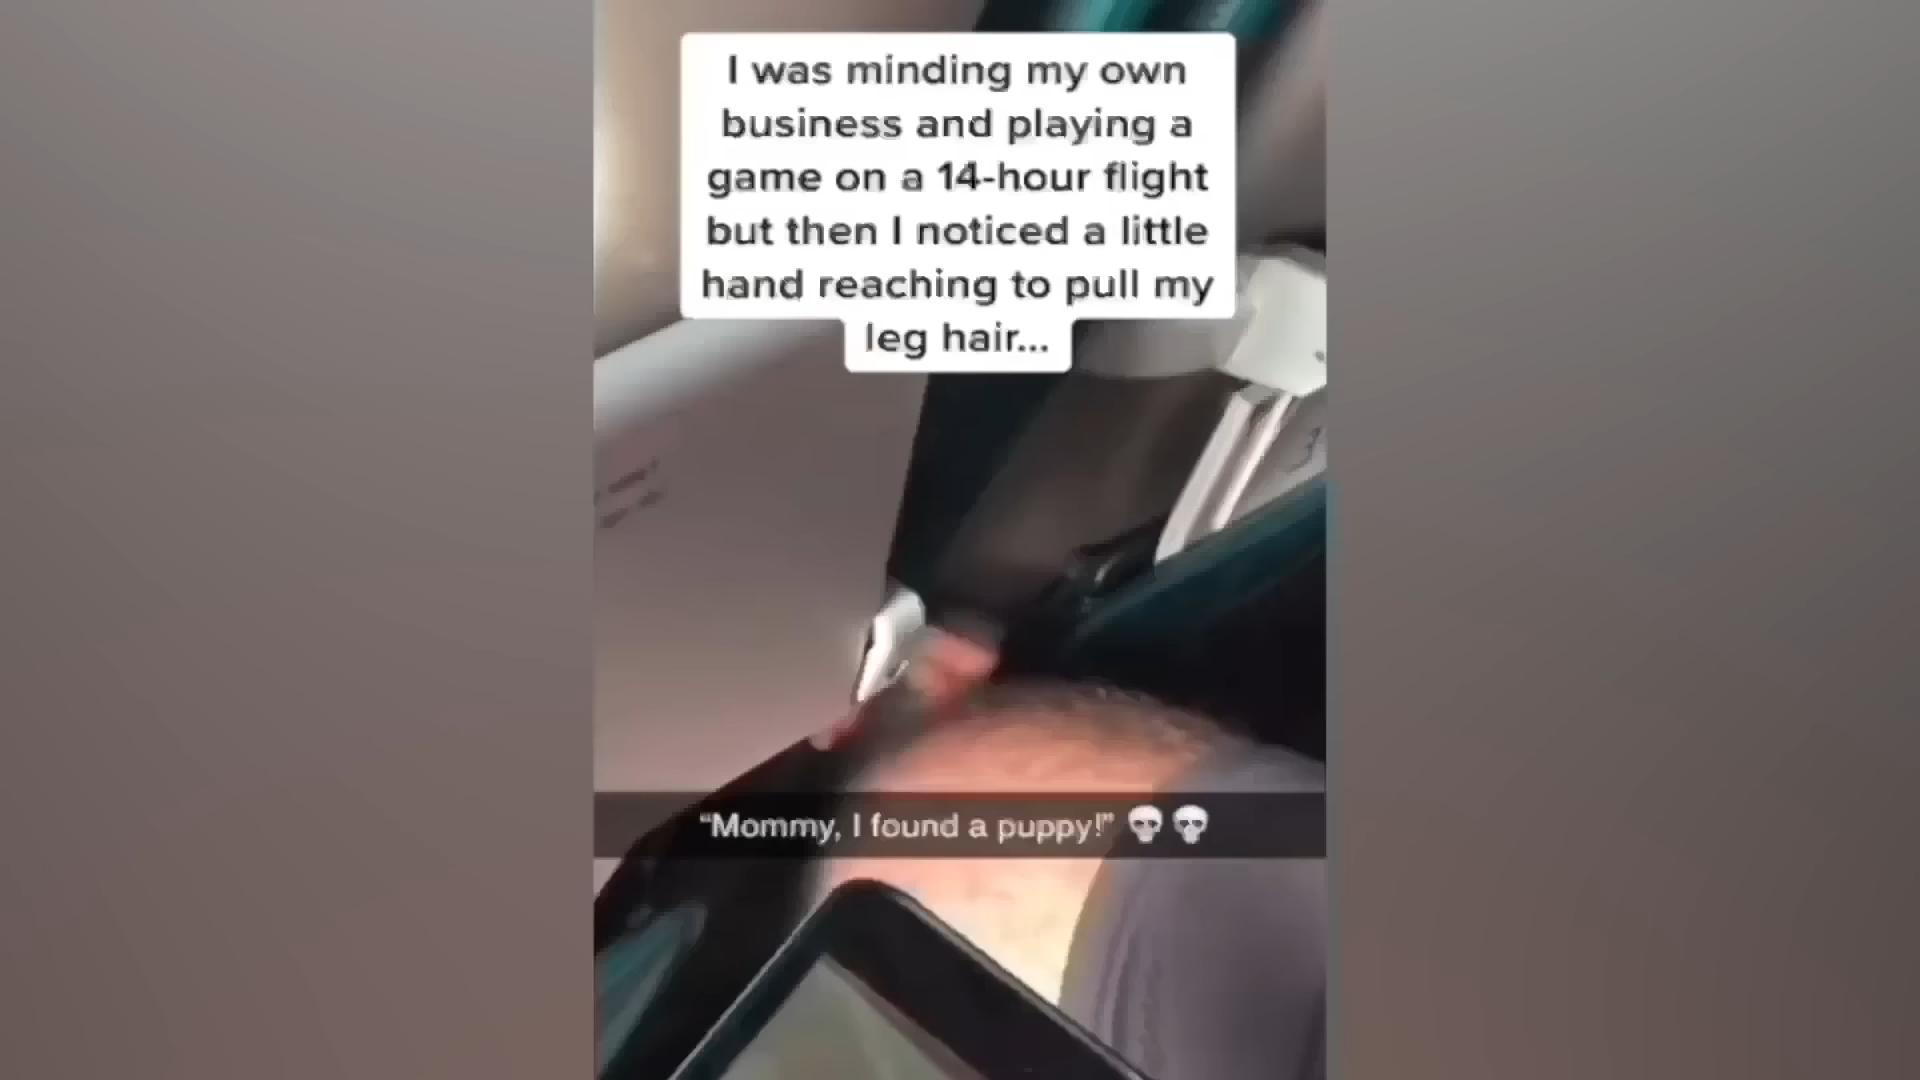 I was minding my own
business and playing a
game on a 14-hour flight
but then I noticed a little
hand reaching to pull my
leg hair...
“Mommy, I found a puppy!” 💀💀